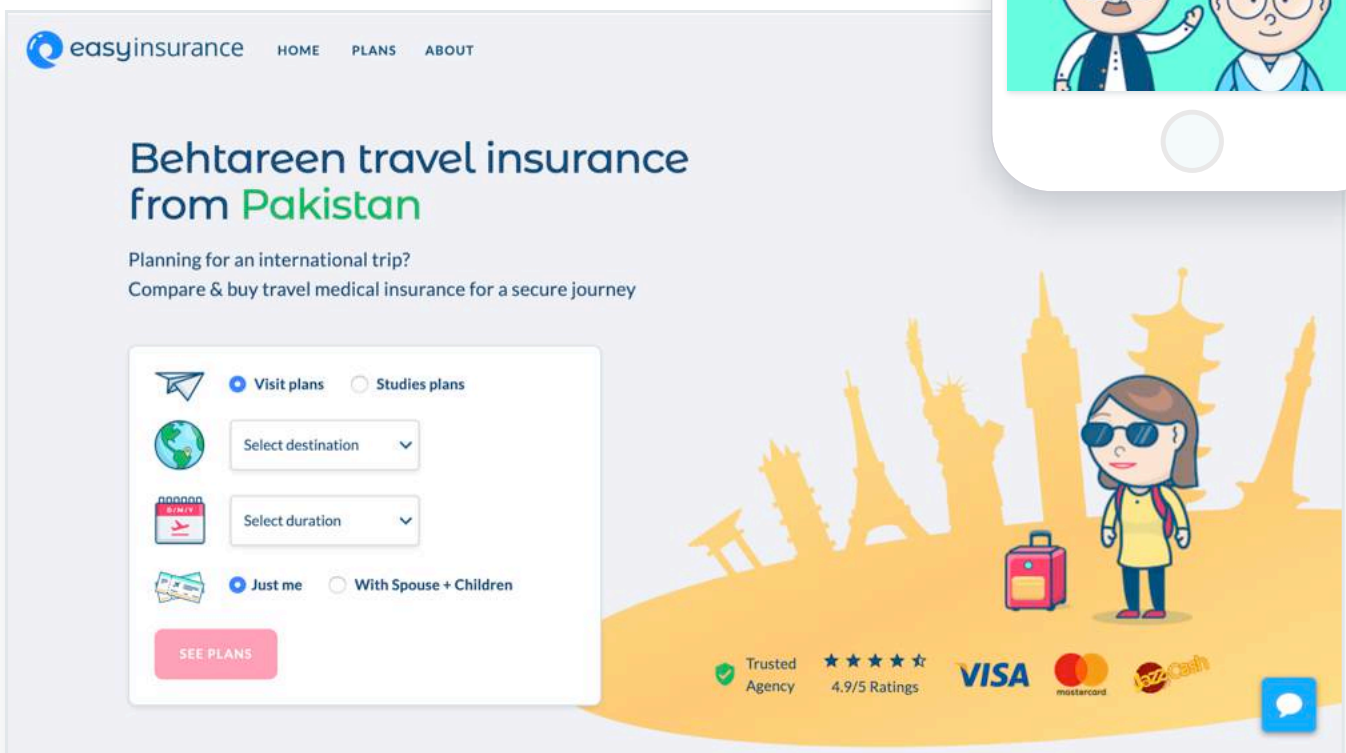 easyinsurance HOME PLANS ABOUT
Behtareen travel insurance
from Pakistan
Planning for an international trip?
Compare & buy travel medical insurance for a secure journey
Visit plans Studies plans
Select destination
D/M/Y
Select duration
Just me With Spouse + Children
SEE PLANS
Trusted
Agency
4.9/5 Ratings
VISA
mastercard
JazzCash